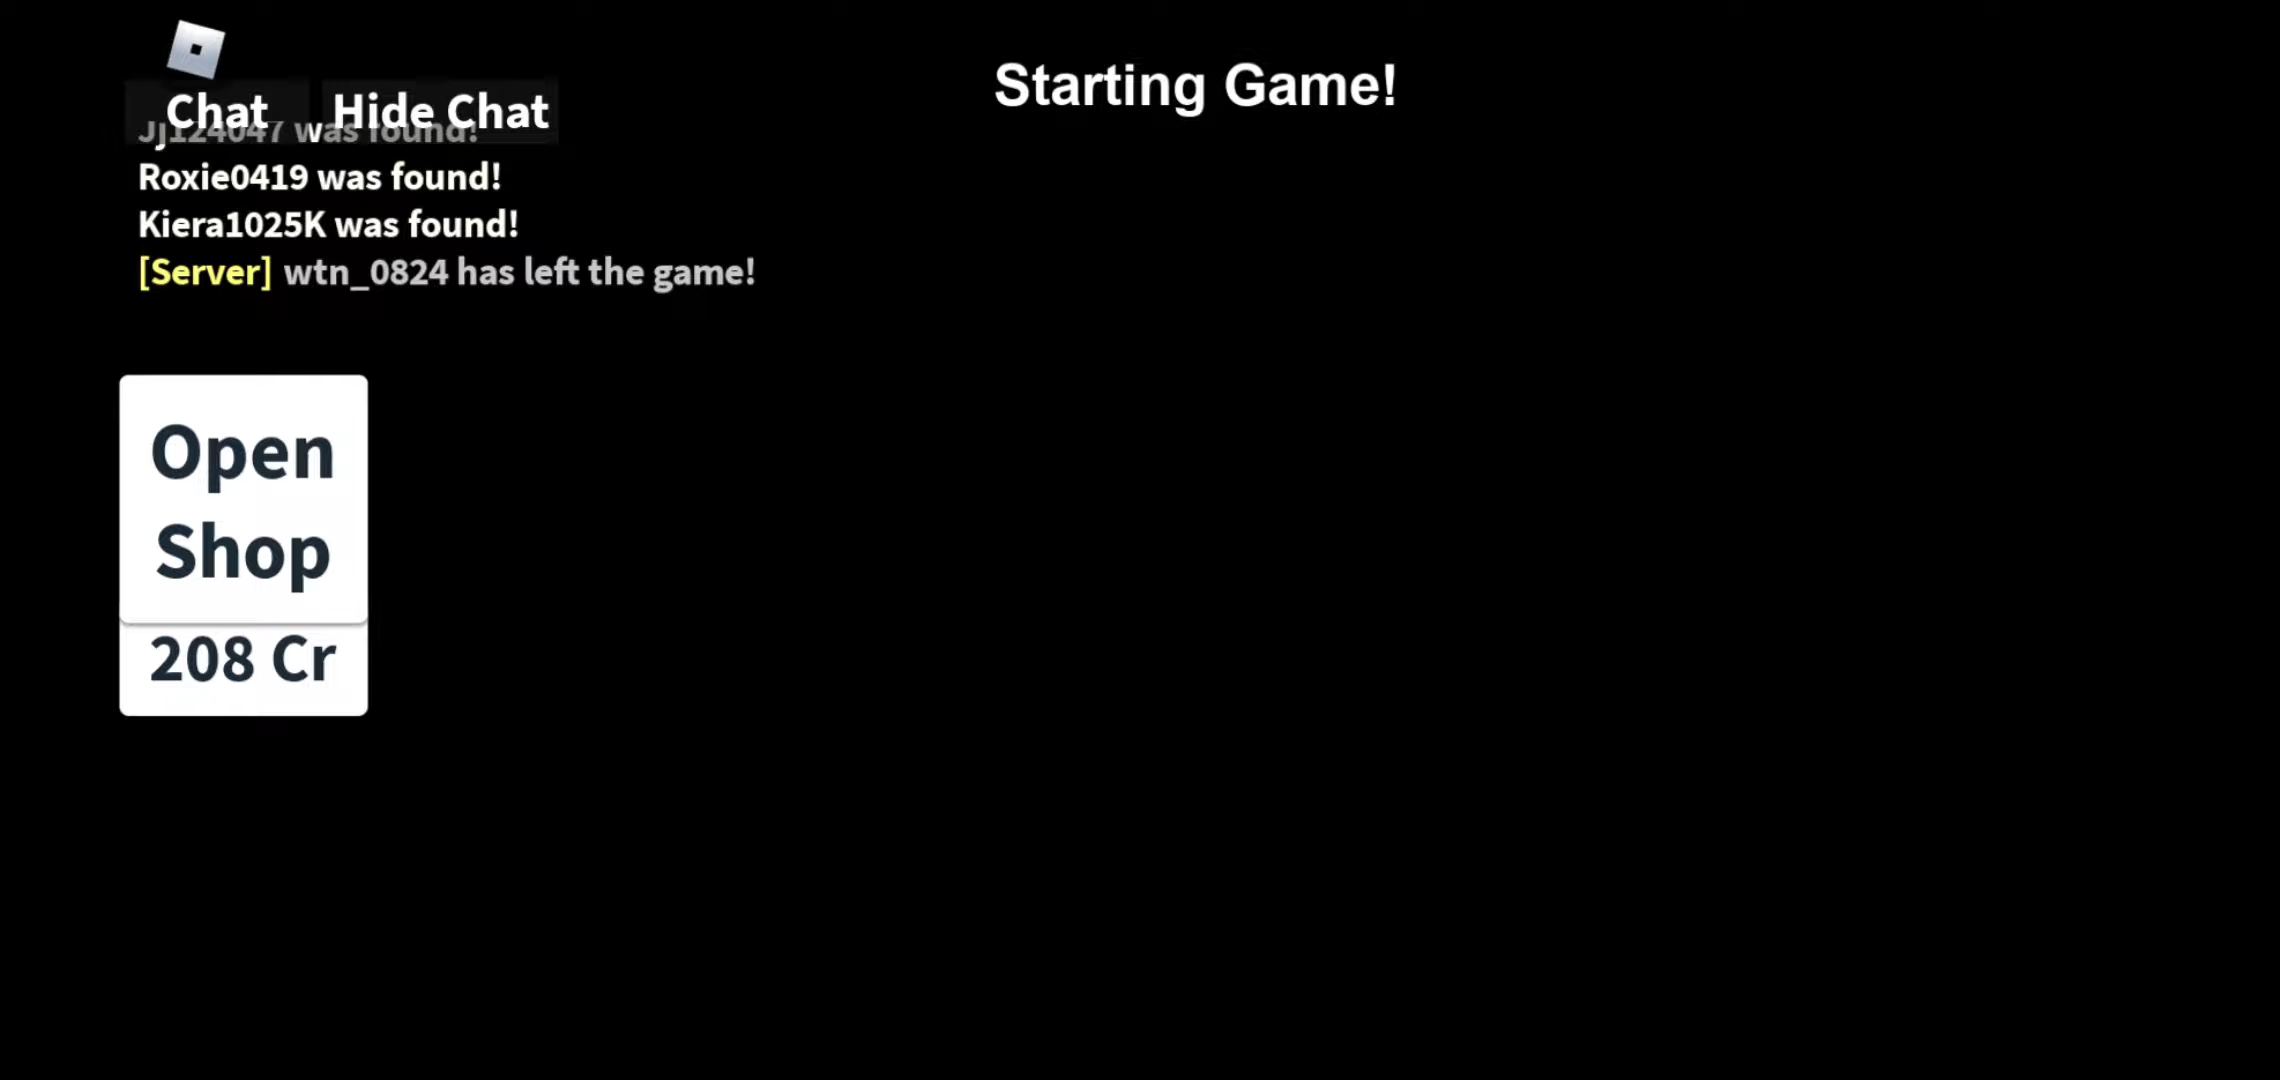 Starting Game!
Chat Hide Chat
Jj124047 was found!
Roxie0419 was found!
Kiera1025K was found!
[Server] wtn_0824 has left the game!
Open
Shop
208 Cr